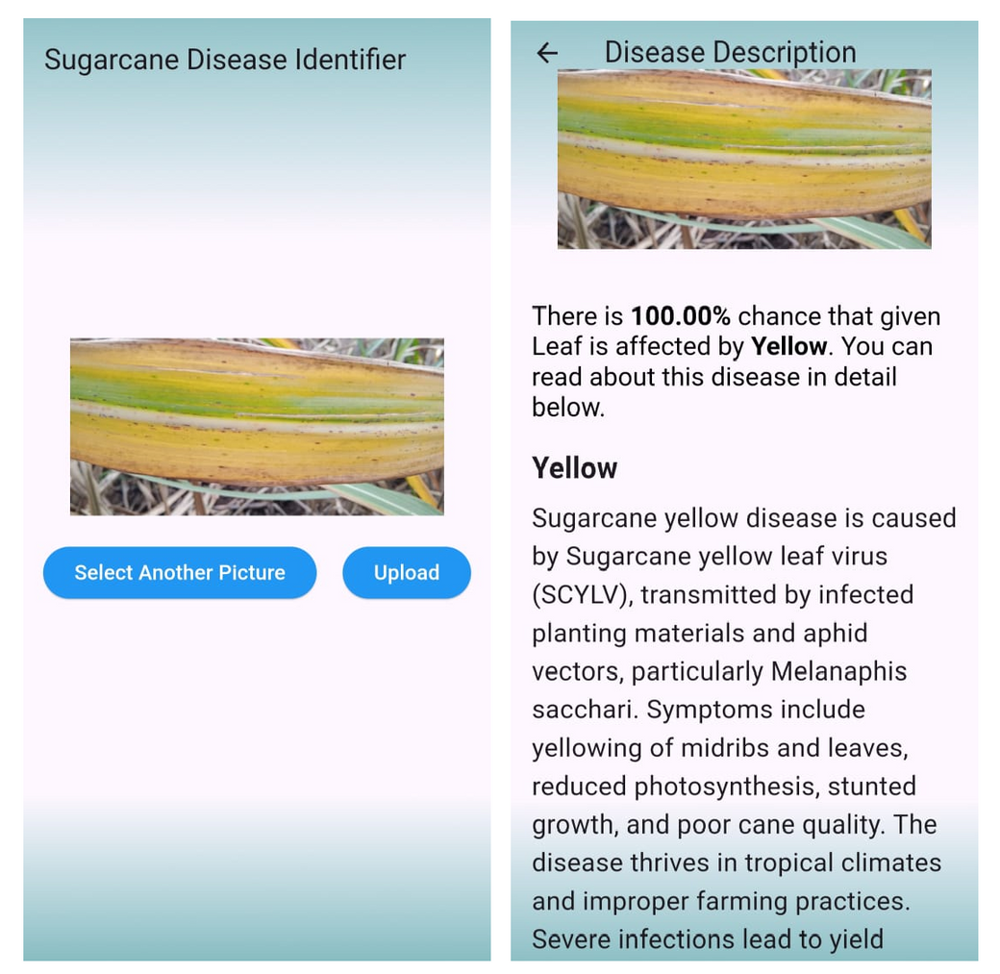 Sugarcane Disease Identifier
Select Another Picture
Upload
Disease Description
There is 100.00% chance that given
Leaf is affected by Yellow. You can
read about this disease in detail
below.
Yellow
Sugarcane yellow disease is caused
by Sugarcane yellow leaf virus
(SCYLV), transmitted by infected
planting materials and aphid
vectors, particularly Melanaphis
sacchari. Symptoms include
yellowing of midribs and leaves,
reduced photosynthesis, stunted
growth, and poor cane quality. The
disease thrives in tropical climates
and improper farming practices.
Severe infections lead to yield